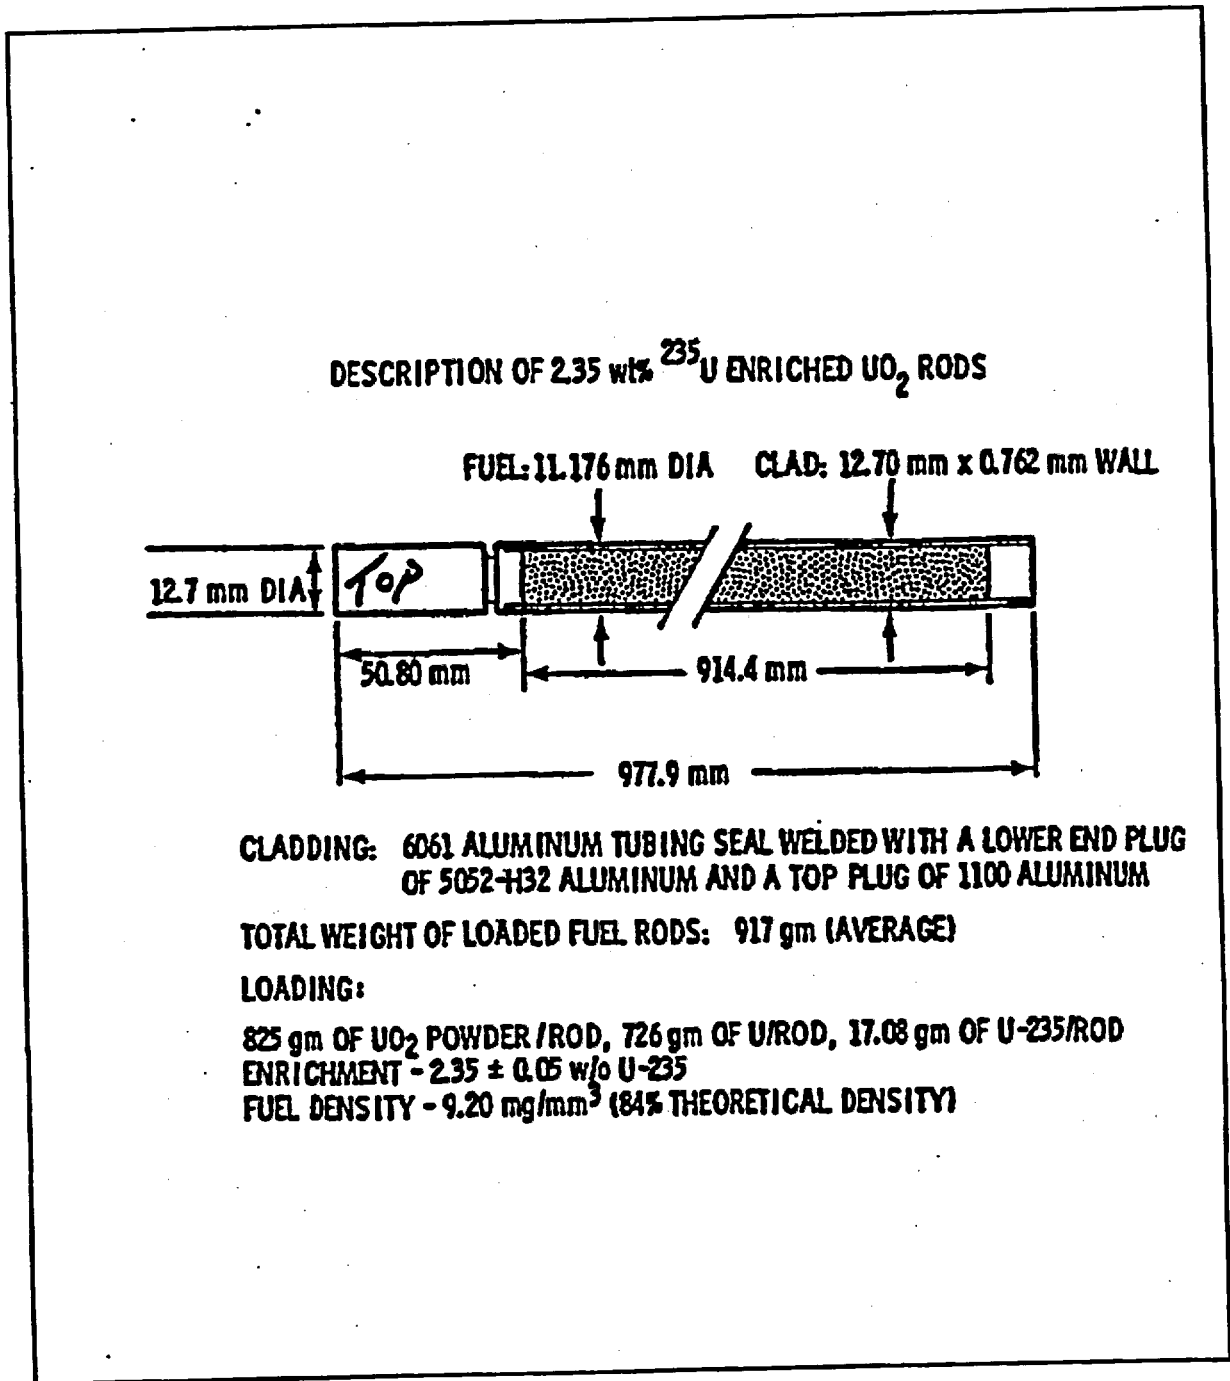 DESCRIPTION OF 2.35 wt% 235U ENRICHED UO2 RODS
FUEL: 11.176 mm DIA CLAD: 12.70 mm x 0.762 mm WALL
12.7 mm DIA
TOP
50.80 mm
914.4 mm
977.9 mm
CLADDING: 6061 ALUMINUM TUBING SEAL WELDED WITH A LOWER END PLUG
OF 5052-H32 ALUMINUM AND A TOP PLUG OF 1100 ALUMINUM
TOTAL WEIGHT OF LOADED FUEL RODS: 917 gm (AVERAGE)
LOADING:
825 gm OF UO2 POWDER/ROD, 726 gm OF U/ROD, 17.08 gm OF U-235/ROD
ENRICHMENT - 2.35 ± 0.05 w/o U-235
FUEL DENSITY - 9.20 mg/mm3 (84% THEORETICAL DENSITY)